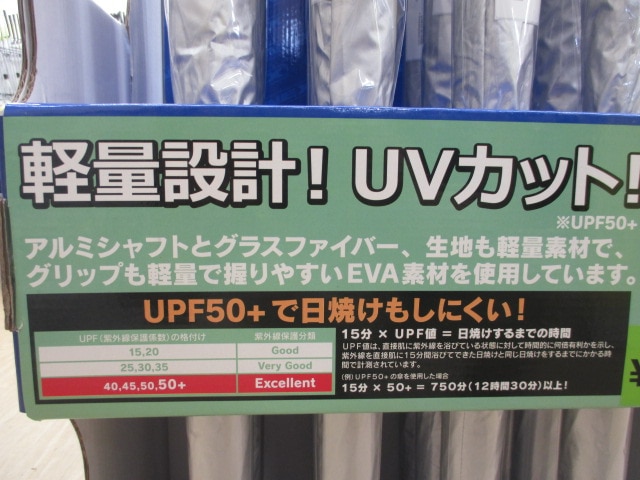 軽量設計！ UVカット！
※UPF50+
アルミシャフトとグラスファイバー、生地も軽量素材で、
グリップも軽量で握りやすいEVA素材を使用しています。
UPF50+で日焼けもしにくい！
UPF(紫外線保護係数)の格付け 紫外線保護分類
15,20 Good
25,30,35 Very Good
40,45,50,50+ Excellent
15分 × UPF値 = 日焼けするまでの時間
UPF値は、直接肌に紫外線を浴びている状態に対して時間的に何倍有利かを示し、
紫外線を直接肌に15分間浴びてできた日焼けと同じ日焼けをするまでにかかる時
間で計測されています。
(例)UPF50+の傘を使用した場合
15分 × 50+ = 750分(12時間30分)以上！